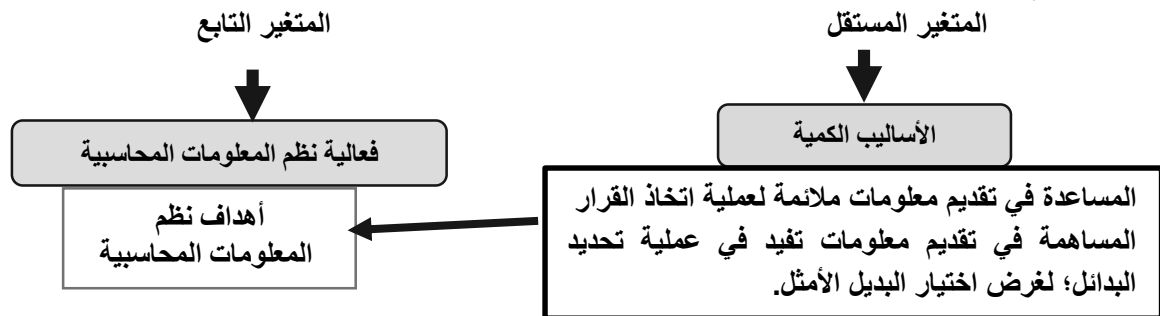 المتغير المستقل
المتغير التابع
الأساليب الكمية
فعالية نظم المعلومات المحاسبية
المساعدة في تقديم معلومات ملائمة لعملية اتخاذ القرار
المساهمة في تقديم معلومات تفيد في عملية تحديد
البدائل؛ لغرض اختيار البديل الأمثل.
أهداف نظم
المعلومات المحاسبية